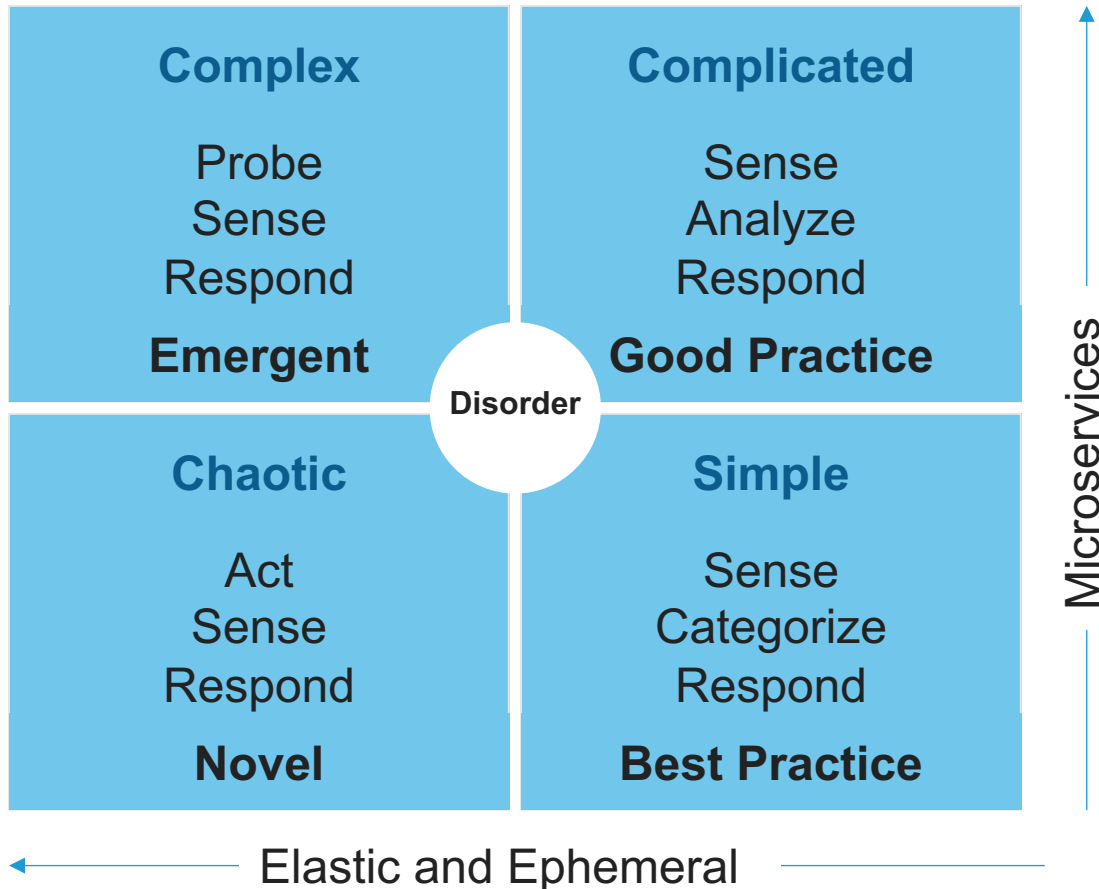 Complex
Probe
Sense
Respond
Emergent
Complicated
Sense
Analyze
Respond
Good Practice
Disorder
Chaotic
Act
Sense
Respond
Novel
Simple
Sense
Categorize
Respond
Best Practice
Microservices
Elastic and Ephemeral